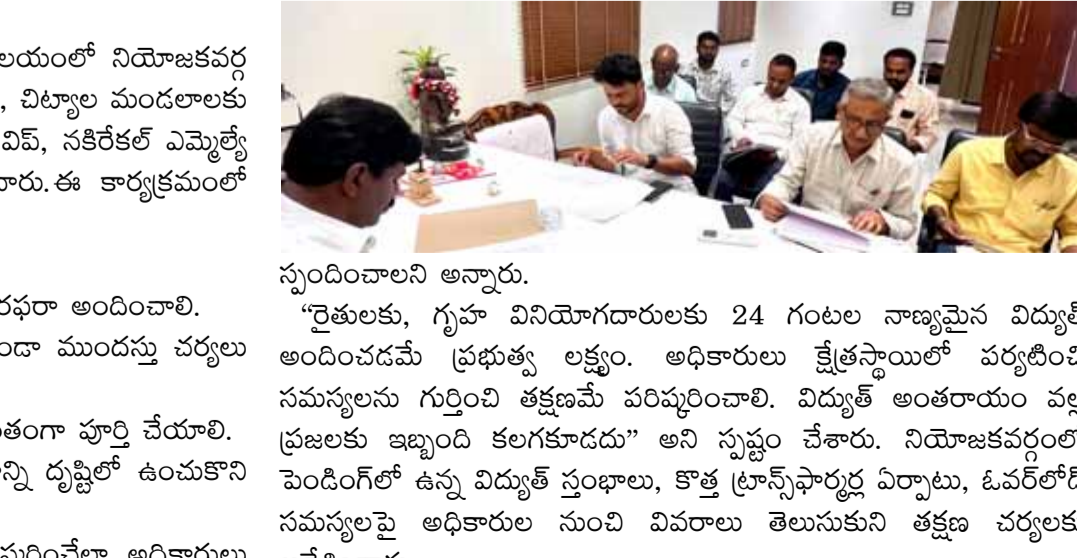 లయంలో నియోజకవర్గ
, చిట్యాల మండలాలకు
విప్, నకిరేకల్ ఎమ్మెల్యే
నారు.ఈ కార్యక్రమంలో
రఫరా అందించాలి.
ండా ముందస్తు చర్యలు
తంగా పూర్తి చేయాలి.
న్ని దృష్టిలో ఉంచుకొని
అధికారులు
స్పందించాలని అన్నారు.
“రైతులకు, గృహ వినియోగదారులకు 24 గంటల నాణ్యమైన విద్యుత్
అందించడమే ప్రభుత్వ లక్ష్యం. అధికారులు క్షేత్రస్థాయిలో పర్యటించి
సమస్యలను గుర్తించి తక్షణమే పరిష్కరించాలి. విద్యుత్ అంతరాయం వల్ల
ప్రజలకు ఇబ్బంది కలగకూడదు” అని స్పష్టం చేశారు. నియోజకవర్గంలో
పెండింగ్‌లో ఉన్న విద్యుత్ స్తంభాలు, కొత్త ట్రాన్స్‌ఫార్మర్ల ఏర్పాటు, ఓవర్‌లోడ్
సమస్యలపై అధికారుల నుంచి వివరాలు తెలుసుకుని తక్షణ చర్యలకు